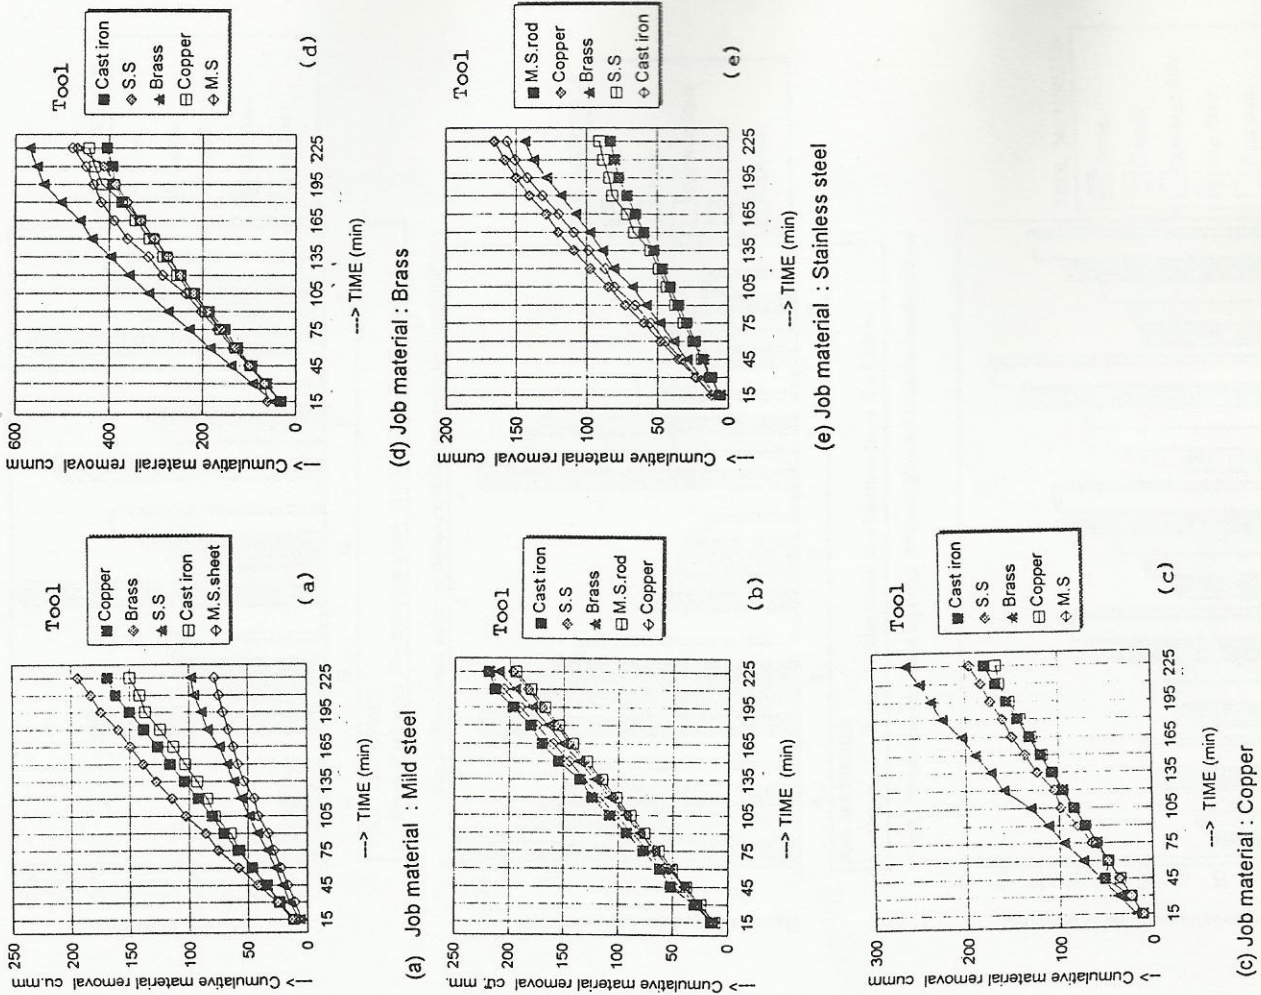 250
200
150
100
50
0
---> Cumulative material removal cu.mm
15
45
75
105
135
165
195
225
---> TIME (min)
Tool
Copper
Brass
S.S
Cast iron
M.S.sheet
(a)
(a) Job material : Mild steel
250
200
150
100
50
0
15
45
75
105
135
165
195
225
---> TIME (min)
Tool
Cast iron
S.S
Brass
M.S.rod
Copper
(b)
300
200
100
0
---> Cumulative material removal cumm
15
45
75
105
135
165
195
225
---> TIME (min)
Tool
Cast iron
S.S
Brass
Copper
M.S
(c)
(c) Job material : Copper
600
400
200
0
---> Cumulative materail removal cumm
15
45
75
105
135
165
195
225
---> TIME (min)
Tool
Cast iron
S.S
Brass
Copper
M.S
(d)
(d) Job material : Brass
200
150
100
50
0
---> Cumulative material removal cumm
15
45
75
105
135
165
195
225
---> TIME (min)
Tool
M.S.rod
Copper
Brass
S.S
Cast iron
(e)
(e) Job material : Stainless steel